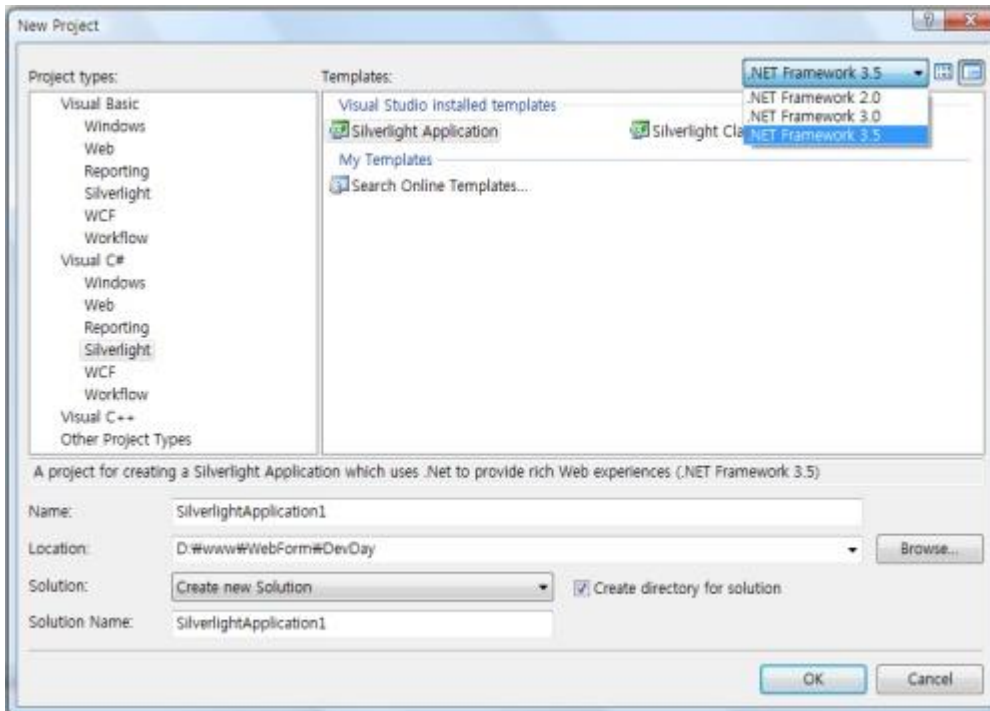 New Project
Project types:
Visual Basic
Windows
Web
Reporting
Silverlight
WCF
Workflow
Visual C#
Windows
Web
Reporting
Silverlight
WCF
Workflow
Visual C++
Other Project Types
Templates:
.NET Framework 3.5
.NET Framework 2.0
.NET Framework 3.0
.NET Framework 3.5
Visual Studio installed templates
Silverlight Application
Silverlight Cla
My Templates
Search Online Templates...
A project for creating a Silverlight Application which uses .Net to provide rich Web experiences (.NET Framework 3.5)
Name:
SilverlightApplication1
Location:
D:₩www₩WebForm₩DevDay
Browse...
Solution:
Create new Solution
Create directory for solution
Solution Name:
SilverlightApplication1
OK
Cancel